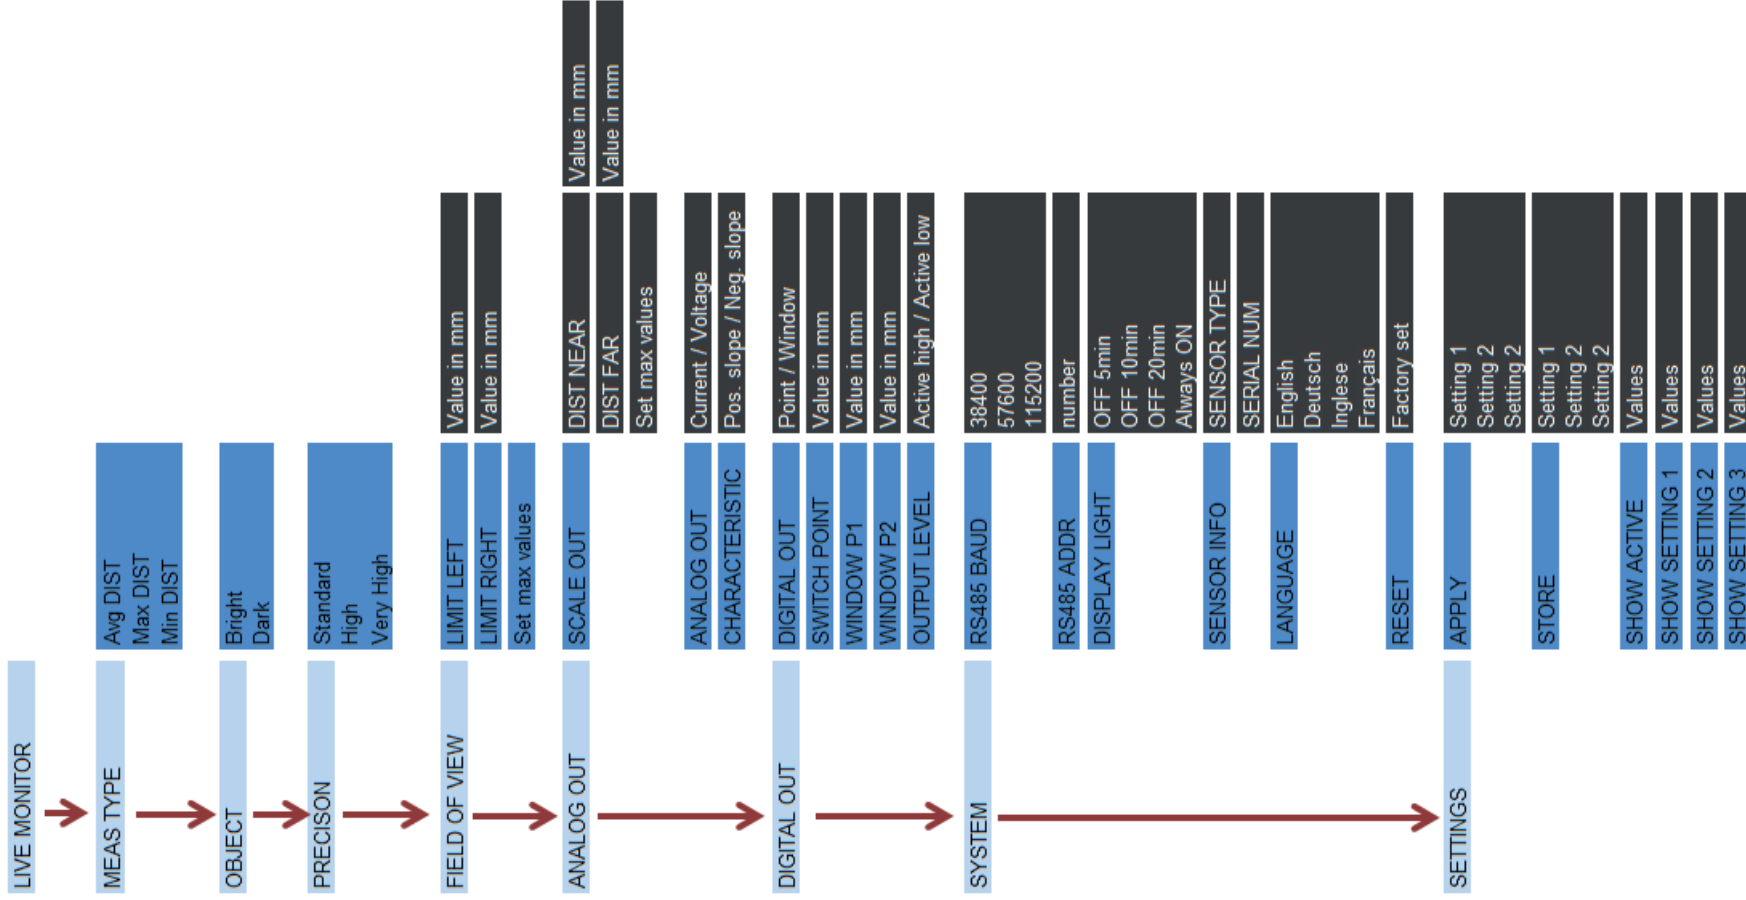 LIVE MONITOR
MEAS TYPE
Avg DIST
Max DIST
Min DIST
OBJECT
Bright
Dark
PRECISON
Standard
High
Very High
FIELD OF VIEW
LIMIT LEFT
Value in mm
LIMIT RIGHT
Value in mm
Set max values
ANALOG OUT
SCALE OUT
DIST NEAR
Value in mm
DIST FAR
Value in mm
Set max values
ANALOG OUT
Current / Voltage
CHARACTERISTIC
Pos. slope / Neg. slope
DIGITAL OUT
DIGITAL OUT
Point / Window
SWITCH POINT
Value in mm
WINDOW P1
Value in mm
WINDOW P2
Value in mm
OUTPUT LEVEL
Active high / Active low
SYSTEM
RS485 BAUD
38400
57600
115200
RS485 ADDR
number
DISPLAY LIGHT
OFF 5min
OFF 10min
OFF 20min
Always ON
SENSOR INFO
SENSOR TYPE
SERIAL NUM
LANGUAGE
English
Deutsch
Inglese
Français
RESET
Factory set
SETTINGS
APPLY
Setting 1
Setting 2
Setting 2
STORE
Setting 1
Setting 2
Setting 2
SHOW ACTIVE
Values
SHOW SETTING 1
Values
SHOW SETTING 2
Values
SHOW SETTING 3
Values